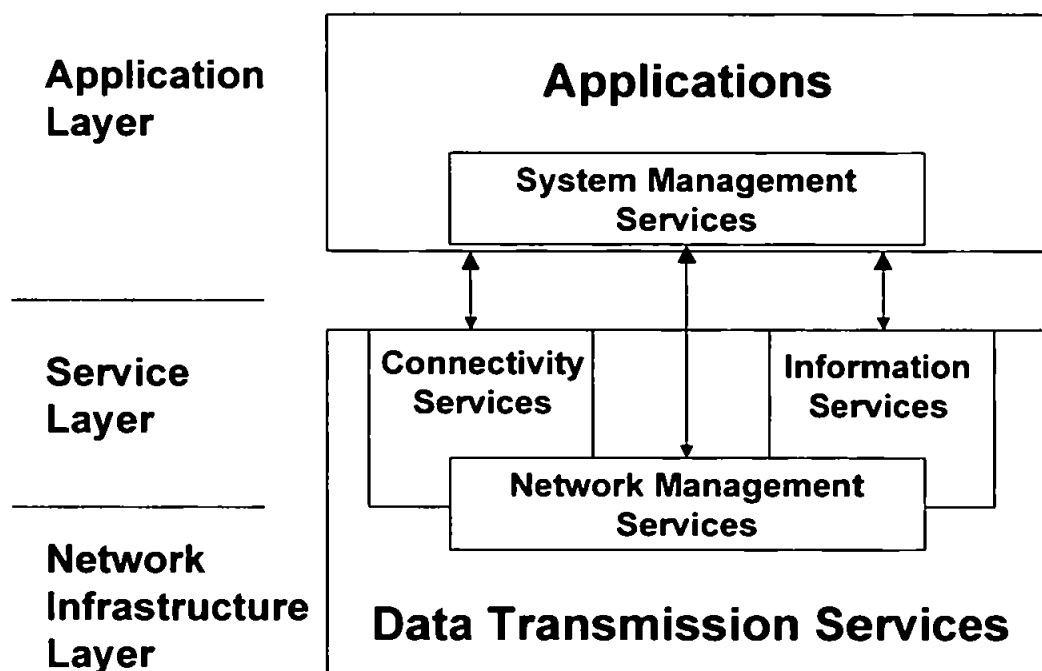 Application
Layer
Applications
System Management
Services
Service
Layer
Connectivity
Services
Information
Services
Network Management
Services
Network
Infrastructure
Layer
Data Transmission Services